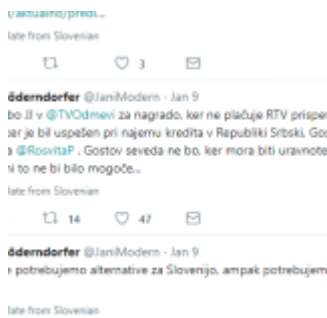 l/aktualno/predi...
late from Slovenian
3
öderndorfer @JaniModern · Jan 9
bo JJ v @TVOdmevi za nagrado, ker ne plačuje RTV prispe
er je bil uspešen pri najemu kredita v Republiki Srbski. Gos
a @RosvitaP . Gostov seveda ne bo, ker mora biti uravnote
ni to ne bi bilo mogoče...
late from Slovenian
14 47
öderndorfer @JaniModern · Jan 9
potrebujemo alternative za Slovenijo, ampak potrebujem
late from Slovenian